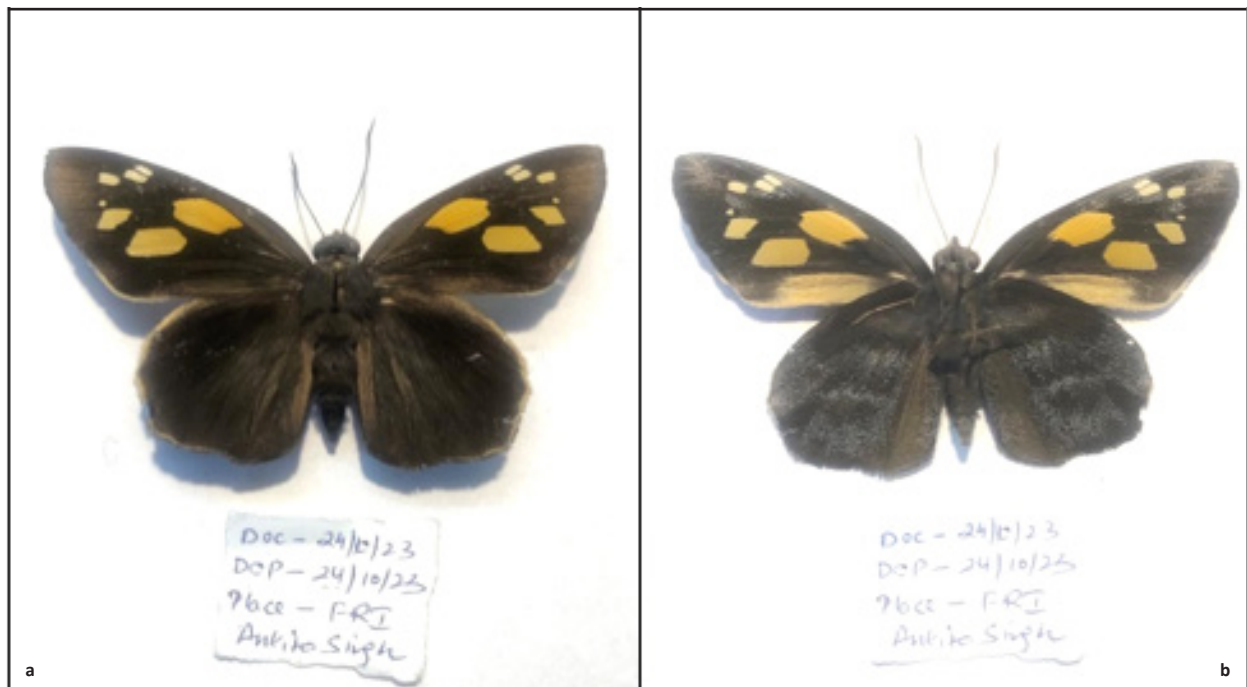 DOC - 24/10/23
DOP - 24/10/23
Place - FRI
Ankita Singh
DOC - 24/10/23
DOP - 24/10/23
Place - FRI
Ankita Singh
a
b